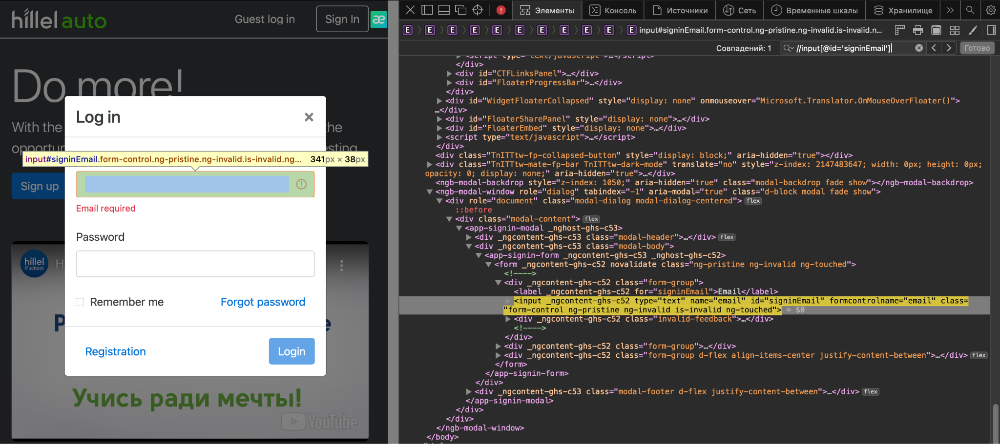 hillel auto
Guest log in
Sign In
æ
Do more!
With the
the
opportun
esting
Sign up
Log in
×
input#signinEmail.form-control.ng-pristine.ng-invalid.is-invalid.ng... 341px × 38px
Email required
Password
Remember me
Forgot password
Registration
Login
hillel
IT school
H
Р
е
Учись ради мечты!
YouTube
Элементы
Консоль
Источники
Сеть
Временные шкалы
Хранилище
E E E E E E E E E E E input#signinEmail.form-control.ng-pristine.ng-invalid.is-invalid.n...
Совпадений: 1
//input[@id='signinEmail']
Готово
<script type="text/javascript">…</script>
</div>
<div id="CTFLinksPanel">…</div>
<div id="FloaterProgressBar">…</div>
</div>
<div id="WidgetFloaterCollapsed" style="display: none" onmouseover="Microsoft.Translator.OnMouseOverFloater()">
…</div>
<div id="FloaterSharePanel" style="display: none">…</div>
<div id="FloaterEmbed" style="display: none">…</div>
<script type="text/javascript">…</script>
</div>
<div class="TnITTtw-fp-collapsed-button" style="display: block;" aria-hidden="true"></div>
<div class="TnITTtw-mate-fp-bar TnITTtw-dark-mode" translate="no" style="z-index: 2147483647; width: 0px; height: 0px;
opacity: 0; display: none;" aria-hidden="true">…</div>
<ngb-modal-backdrop style="z-index: 1050;" aria-hidden="true" class="modal-backdrop fade show"></ngb-modal-backdrop>
<ngb-modal-window role="dialog" tabindex="-1" aria-modal="true" class="d-block modal fade show">
<div role="document" class="modal-dialog modal-dialog-centered"> flex
::before
<div class="modal-content"> flex
<app-signin-modal _nghost-ghs-c53>
<div _ngcontent-ghs-c53 class="modal-header">…</div> flex
<div _ngcontent-ghs-c53 class="modal-body">
<app-signin-form _ngcontent-ghs-c53 _nghost-ghs-c52>
<form _ngcontent-ghs-c52 novalidate class="ng-pristine ng-invalid ng-touched">
<!---->
<div _ngcontent-ghs-c52 class="form-group">
<label _ngcontent-ghs-c52 for="signinEmail">Email</label>
<input _ngcontent-ghs-c52 type="text" name="email" id="signinEmail" formcontrolname="email" class=
"form-control ng-pristine ng-invalid is-invalid ng-touched"> = $0
<div _ngcontent-ghs-c52 class="invalid-feedback">…</div>
<!---->
</div>
<div _ngcontent-ghs-c52 class="form-group">…</div>
<div _ngcontent-ghs-c52 class="form-group d-flex align-items-center justify-content-between">…</div> flex
</form>
</app-signin-form>
</div>
<div _ngcontent-ghs-c53 class="modal-footer d-flex justify-content-between">…</div> flex
</app-signin-modal>
</div>
</div>
</ngb-modal-window>
</body>